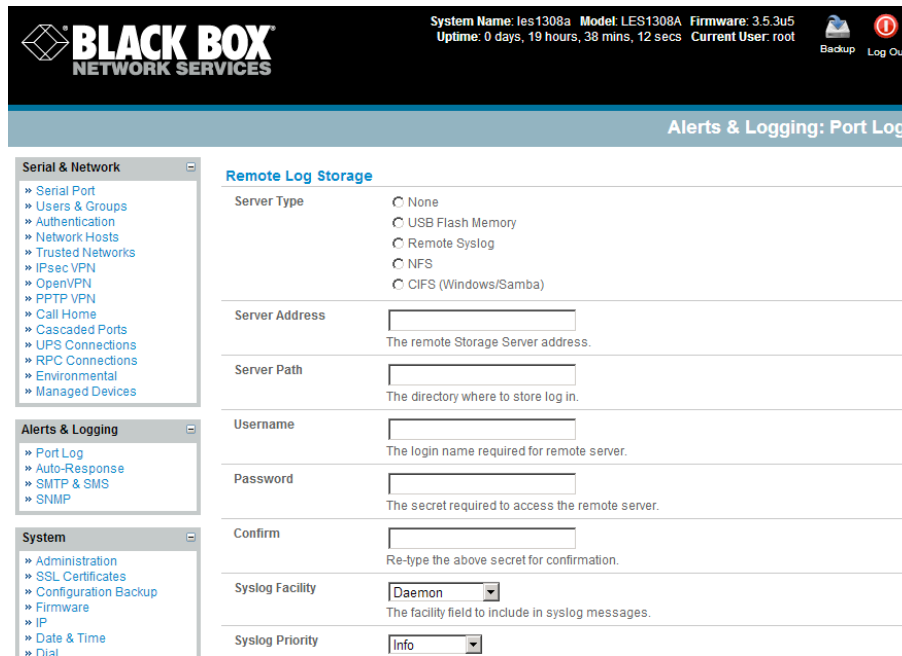 BLACK BOX
NETWORK SERVICES
System Name: les1308a Model: LES1308A Firmware: 3.5.3u5
Uptime: 0 days, 19 hours, 38 mins, 12 secs Current User: root
Backup
Log Ou
Alerts & Logging: Port Log
Serial & Network
» Serial Port
» Users & Groups
» Authentication
» Network Hosts
» Trusted Networks
» IPsec VPN
» OpenVPN
» PPTP VPN
» Call Home
» Cascaded Ports
» UPS Connections
» RPC Connections
» Environmental
» Managed Devices
Alerts & Logging
» Port Log
» Auto-Response
» SMTP & SMS
» SNMP
System
» Administration
» SSL Certificates
» Configuration Backup
» Firmware
» IP
» Date & Time
» Dial
Remote Log Storage
Server Type
None
USB Flash Memory
Remote Syslog
NFS
CIFS (Windows/Samba)
Server Address
The remote Storage Server address.
Server Path
The directory where to store log in.
Username
The login name required for remote server.
Password
The secret required to access the remote server.
Confirm
Re-type the above secret for confirmation.
Syslog Facility
Daemon
The facility field to include in syslog messages.
Syslog Priority
Info